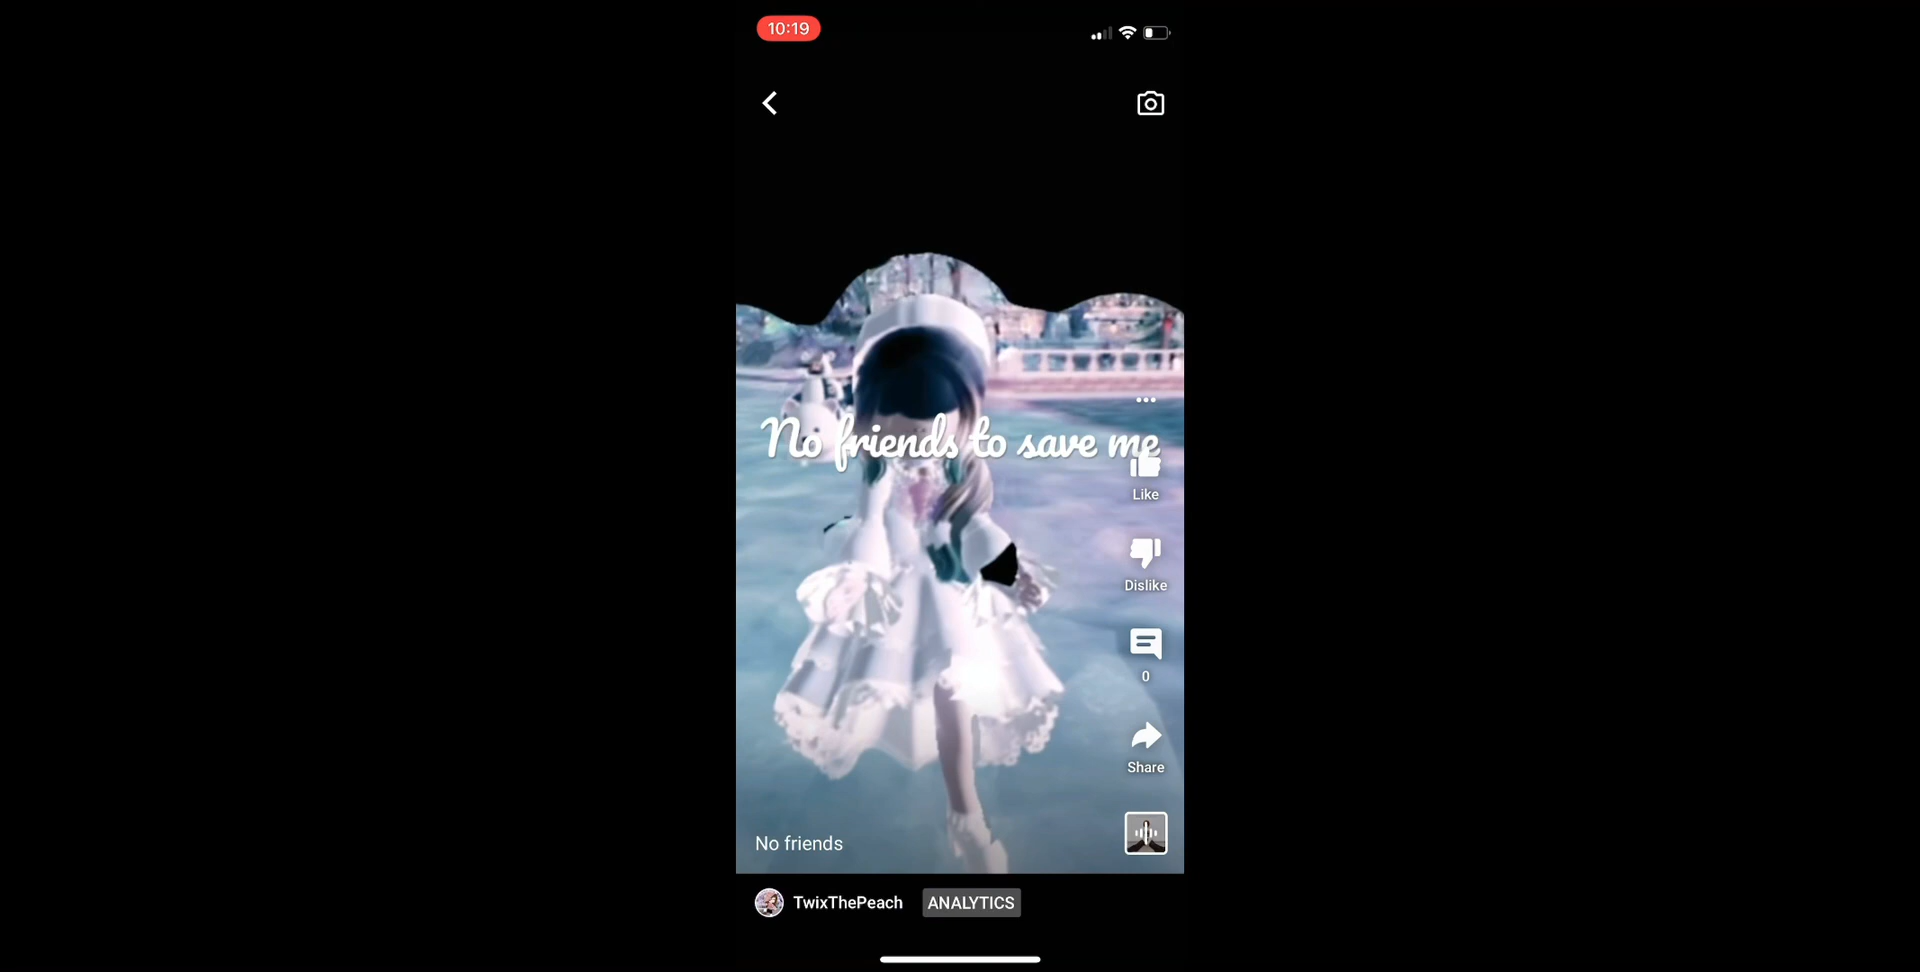 10:19
No friends to save me
Like
Dislike
0
Share
No friends
TwixThePeach ANALYTICS